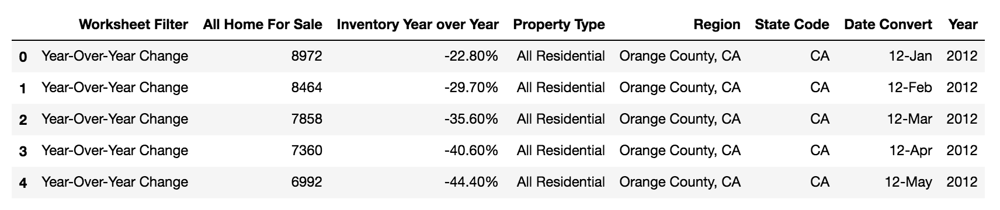 Worksheet Filter All Home For Sale Inventory Year over Year Property Type Region State Code Date Convert Year
0 Year-Over-Year Change 8972 -22.80% All Residential Orange County, CA CA 12-Jan 2012
1 Year-Over-Year Change 8464 -29.70% All Residential Orange County, CA CA 12-Feb 2012
2 Year-Over-Year Change 7858 -35.60% All Residential Orange County, CA CA 12-Mar 2012
3 Year-Over-Year Change 7360 -40.60% All Residential Orange County, CA CA 12-Apr 2012
4 Year-Over-Year Change 6992 -44.40% All Residential Orange County, CA CA 12-May 2012